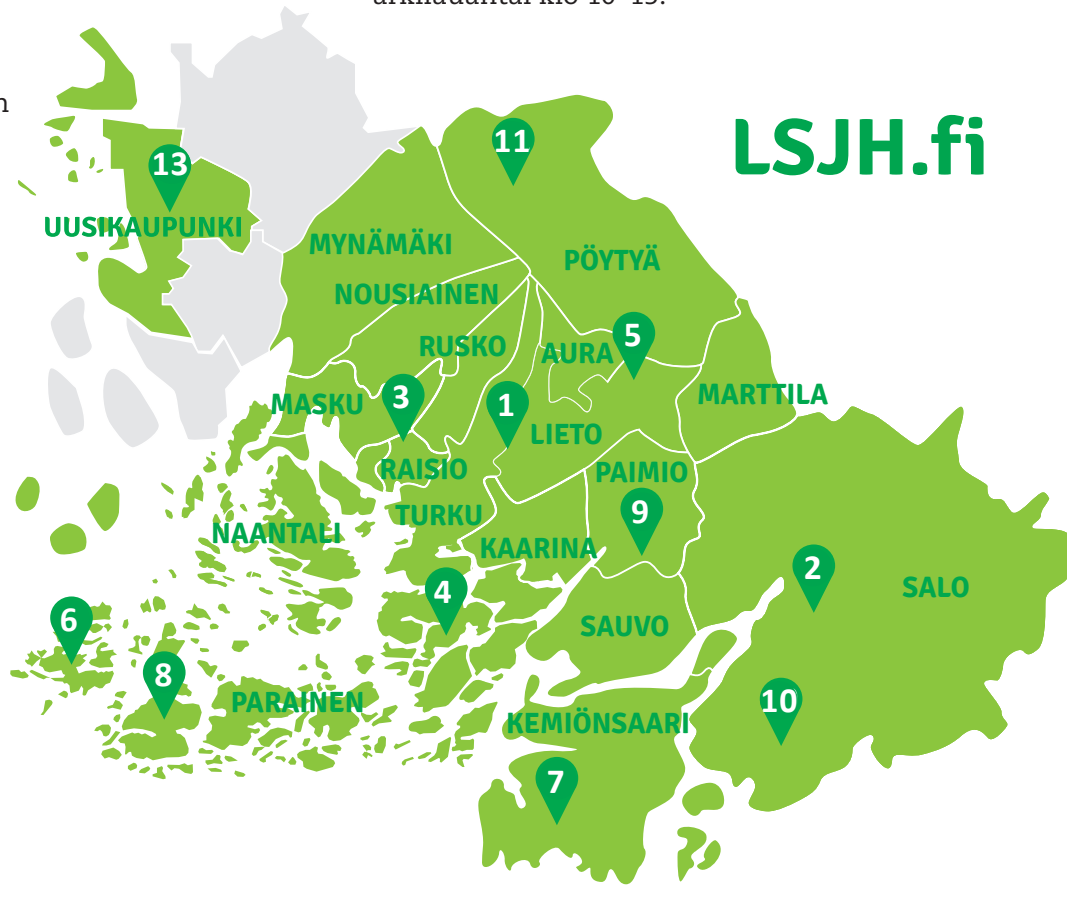 n
11
LSJH.fi
13
UUSIKAUPUNKI
MYNÄMÄKI
PÖYTYÄ
NOUSIAINEN
5
RUSKO
AURA
MASKU
3
1
MARTTILA
LIETO
RAISIO
PAIMIO
TURKU
9
NAANTALI
KAARINA
2
SALO
4
6
SAUVO
8
PARAINEN
10
KEMIÖNSAARI
7